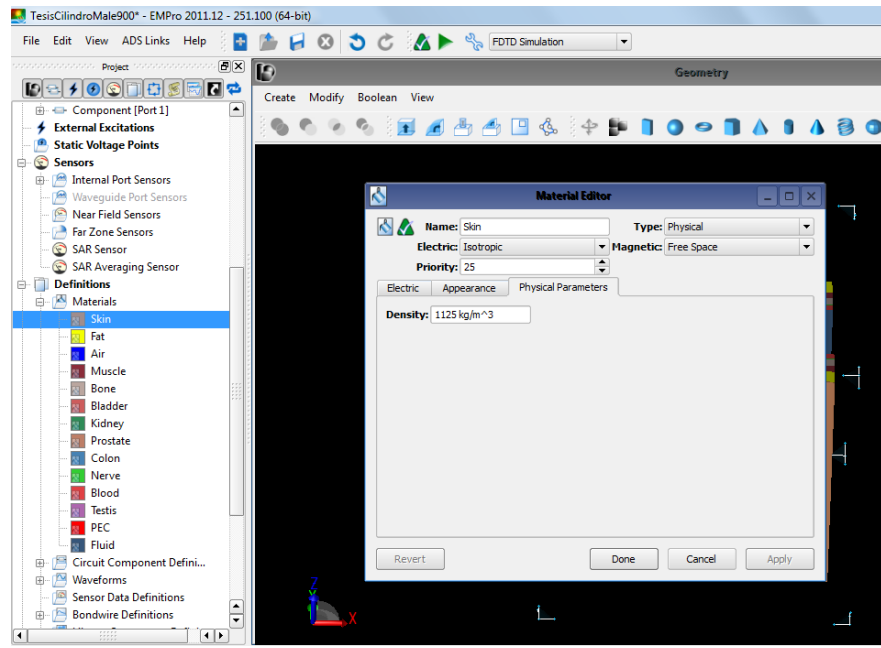 TesisCilindroMale900* - EMPro 2011.12 - 251.100 (64-bit)
File Edit View ADS Links Help FDTD Simulation
Project
Geometry
Create Modify Boolean View
Component [Port 1]
External Excitations
Static Voltage Points
Sensors
Internal Port Sensors
Waveguide Port Sensors
Near Field Sensors
Far Zone Sensors
SAR Sensor
SAR Averaging Sensor
Definitions
Materials
Skin
Fat
Air
Muscle
Bone
Bladder
Kidney
Prostate
Colon
Nerve
Blood
Testis
PEC
Fluid
Circuit Component Defini...
Waveforms
Sensor Data Definitions
Bondwire Definitions
Material Editor
Name: Skin Type: Physical
Electric: Isotropic Magnetic: Free Space
Priority: 25
Electric Appearance Physical Parameters
Density: 1125 kg/m^3
Revert Done Cancel Apply
Z
X